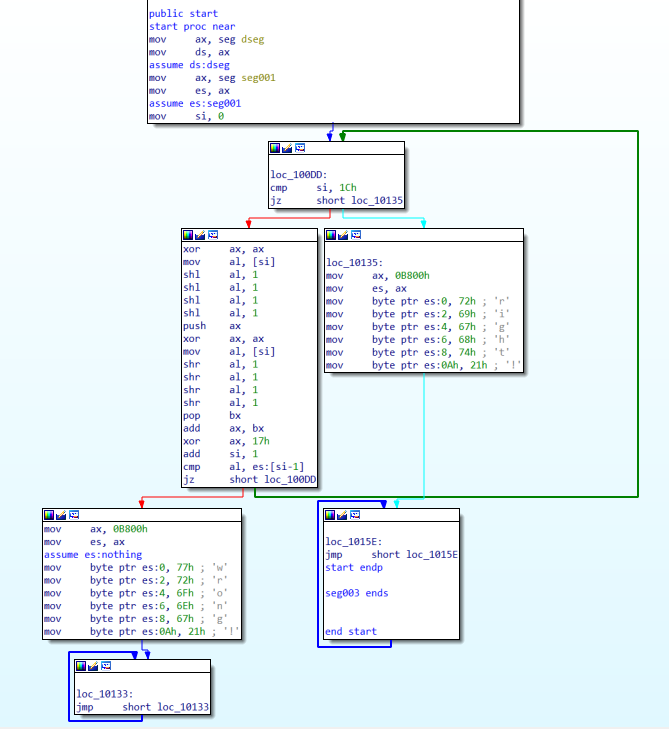 public start
start proc near
mov ax, seg dseg
mov ds, ax
assume ds:dseg
mov ax, seg seg001
mov es, ax
assume es:seg001
mov si, 0
loc_100DD:
cmp si, 1Ch
jz short loc_10135
xor ax, ax
mov al, [si]
shl al, 1
shl al, 1
shl al, 1
shl al, 1
push ax
xor ax, ax
mov al, [si]
shr al, 1
shr al, 1
shr al, 1
shr al, 1
pop bx
add ax, bx
xor ax, 17h
add si, 1
cmp al, es:[si-1]
jz short loc_100DD
loc_10135:
mov ax, 0B800h
mov es, ax
mov byte ptr es:0, 72h ; 'r'
mov byte ptr es:2, 69h ; 'i'
mov byte ptr es:4, 67h ; 'g'
mov byte ptr es:6, 68h ; 'h'
mov byte ptr es:8, 74h ; 't'
mov byte ptr es:0Ah, 21h ; '!'
mov ax, 0B800h
mov es, ax
assume es:nothing
mov byte ptr es:0, 77h ; 'w'
mov byte ptr es:2, 72h ; 'r'
mov byte ptr es:4, 6Fh ; 'o'
mov byte ptr es:6, 6Eh ; 'n'
mov byte ptr es:8, 67h ; 'g'
mov byte ptr es:0Ah, 21h ; '!'
loc_1015E:
jmp short loc_1015E
start endp
seg003 ends
end start
loc_10133:
jmp short loc_10133